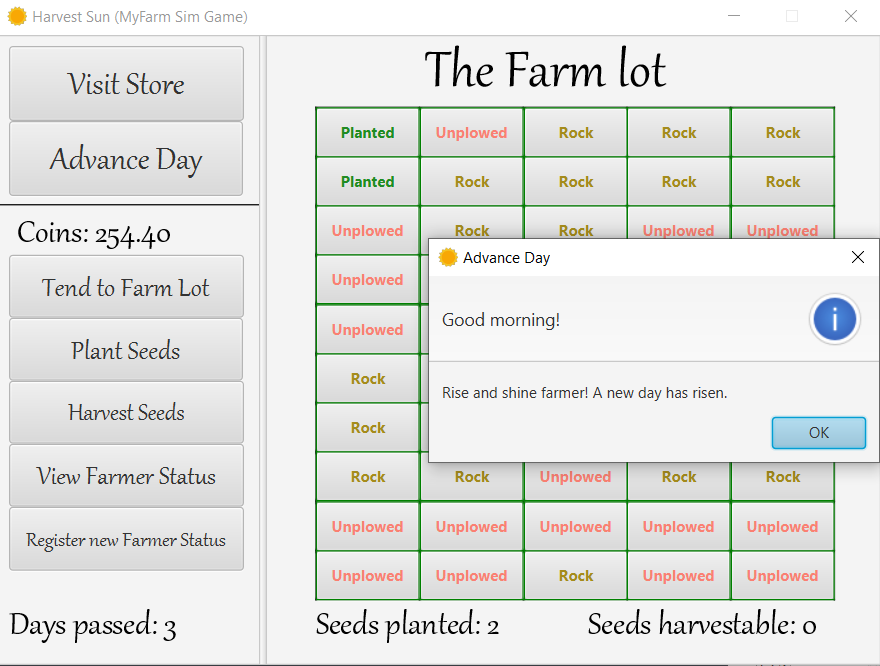 Harvest Sun (MyFarm Sim Game)
Visit Store
Advance Day
Coins: 254.40
Tend to Farm Lot
Plant Seeds
Harvest Seeds
View Farmer Status
Register new Farmer Status
Days passed: 3
The Farm lot
Planted Unplowed Rock Rock Rock
Planted Rock Rock Rock Rock
Unplowed Rock Rock Unplowed Unplowed
Unplowed
Unplowed
Rock
Rock
Rock Rock Unplowed Rock Rock
Unplowed Unplowed Unplowed Unplowed Unplowed
Unplowed Unplowed Rock Unplowed Unplowed
Seeds planted: 2 Seeds harvestable: 0
Advance Day
Good morning!
Rise and shine farmer! A new day has risen.
OK